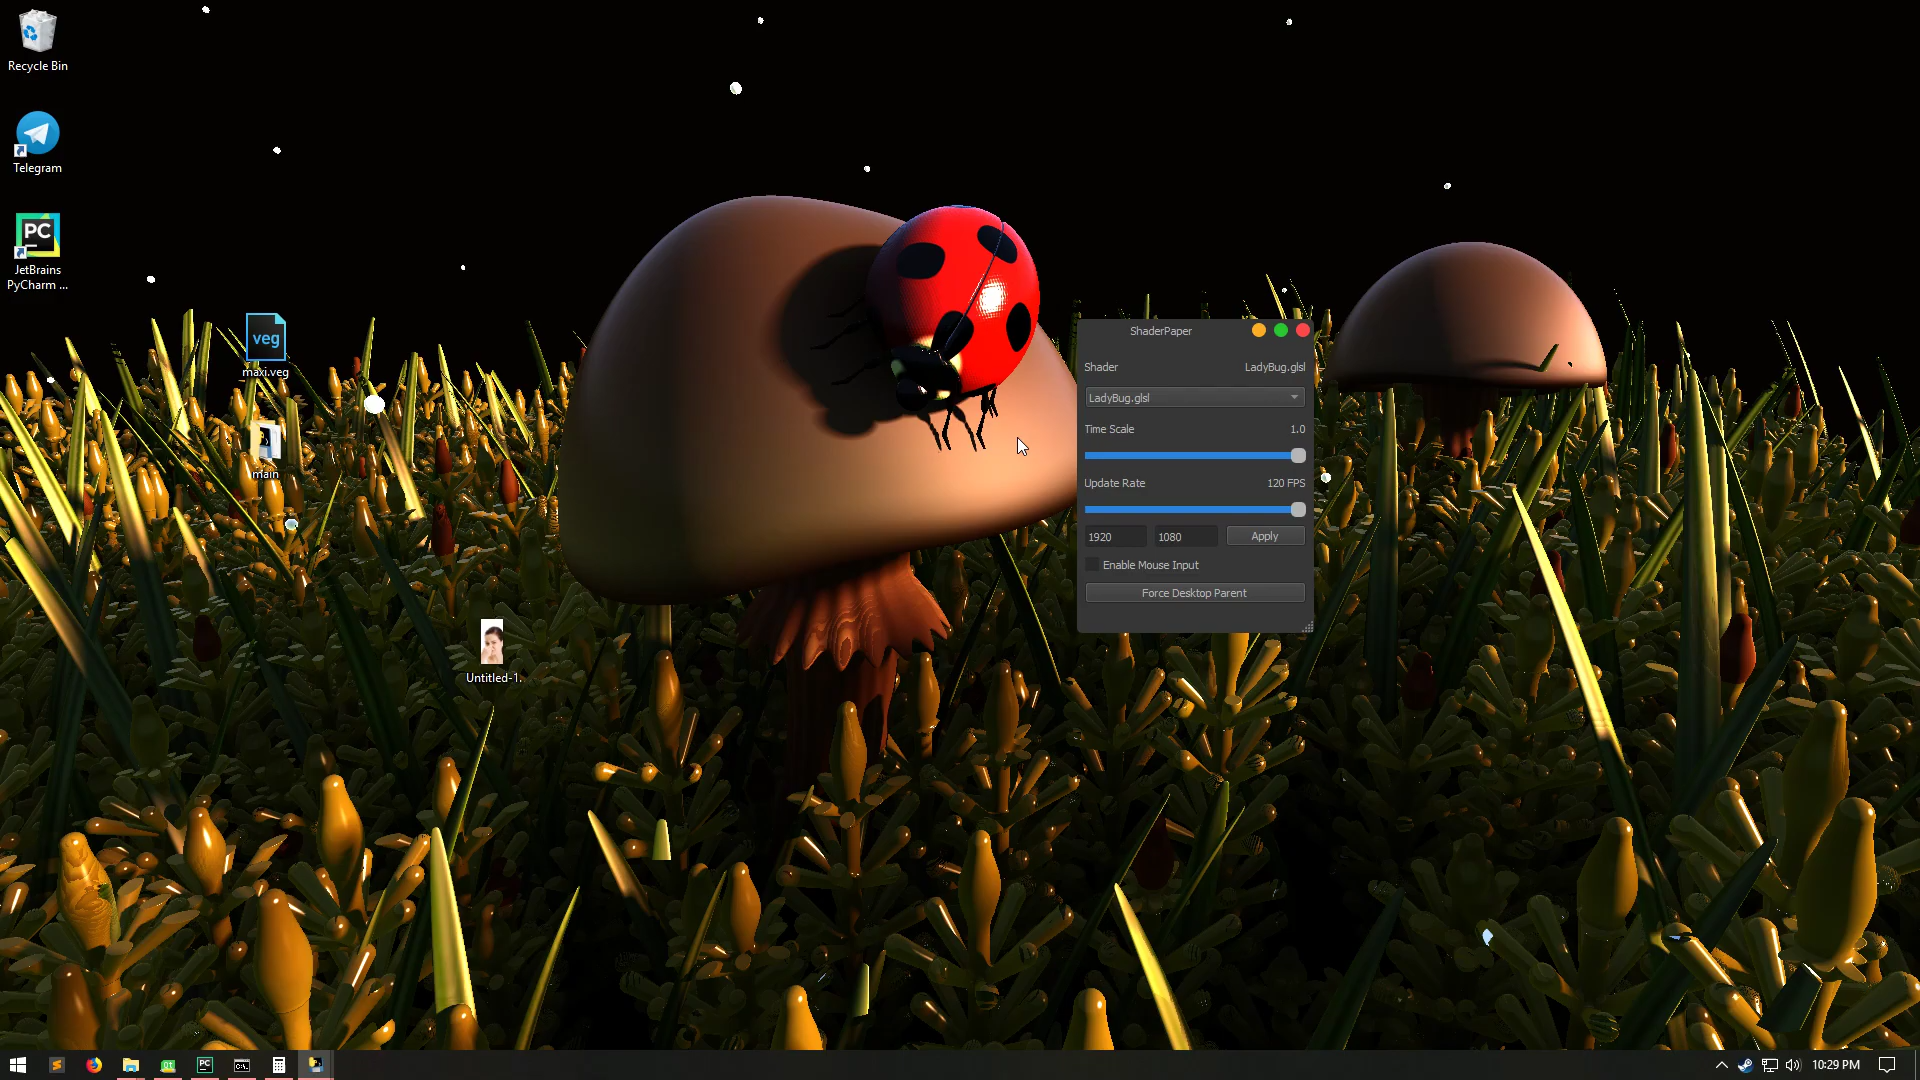 Recycle Bin
Telegram
PC
JetBrains
PyCharm ...
veg
maxi.veg
main
Untitled-1.
ShaderPaper
Shader
LadyBug.glsl
LadyBug.glsl
Time Scale
1.0
Update Rate
120 FPS
1920
1080
Apply
Enable Mouse Input
Force Desktop Parent
qt
PC
C:\.
10:29 PM